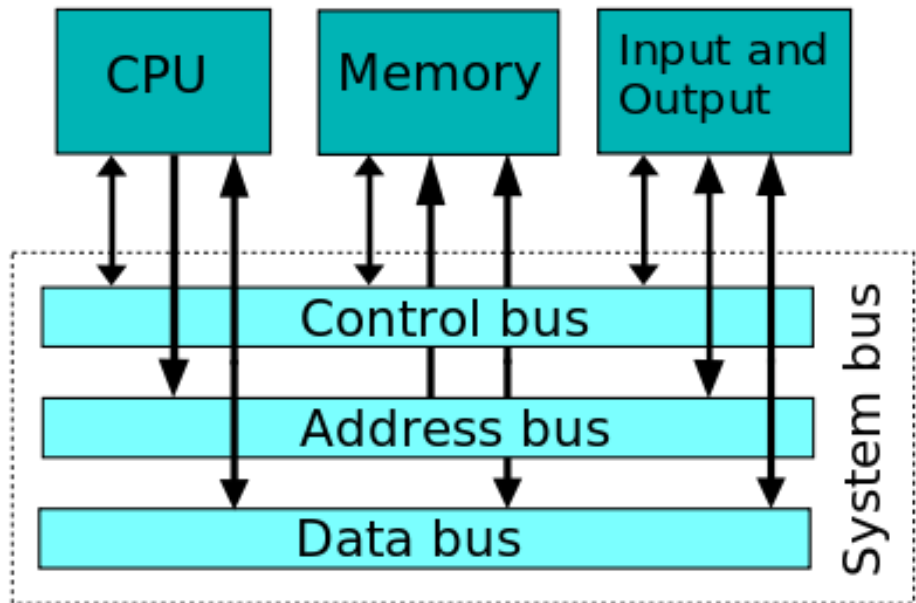 CPU
Memory
Input and
Output
Control bus
Address bus
Data bus
System bus